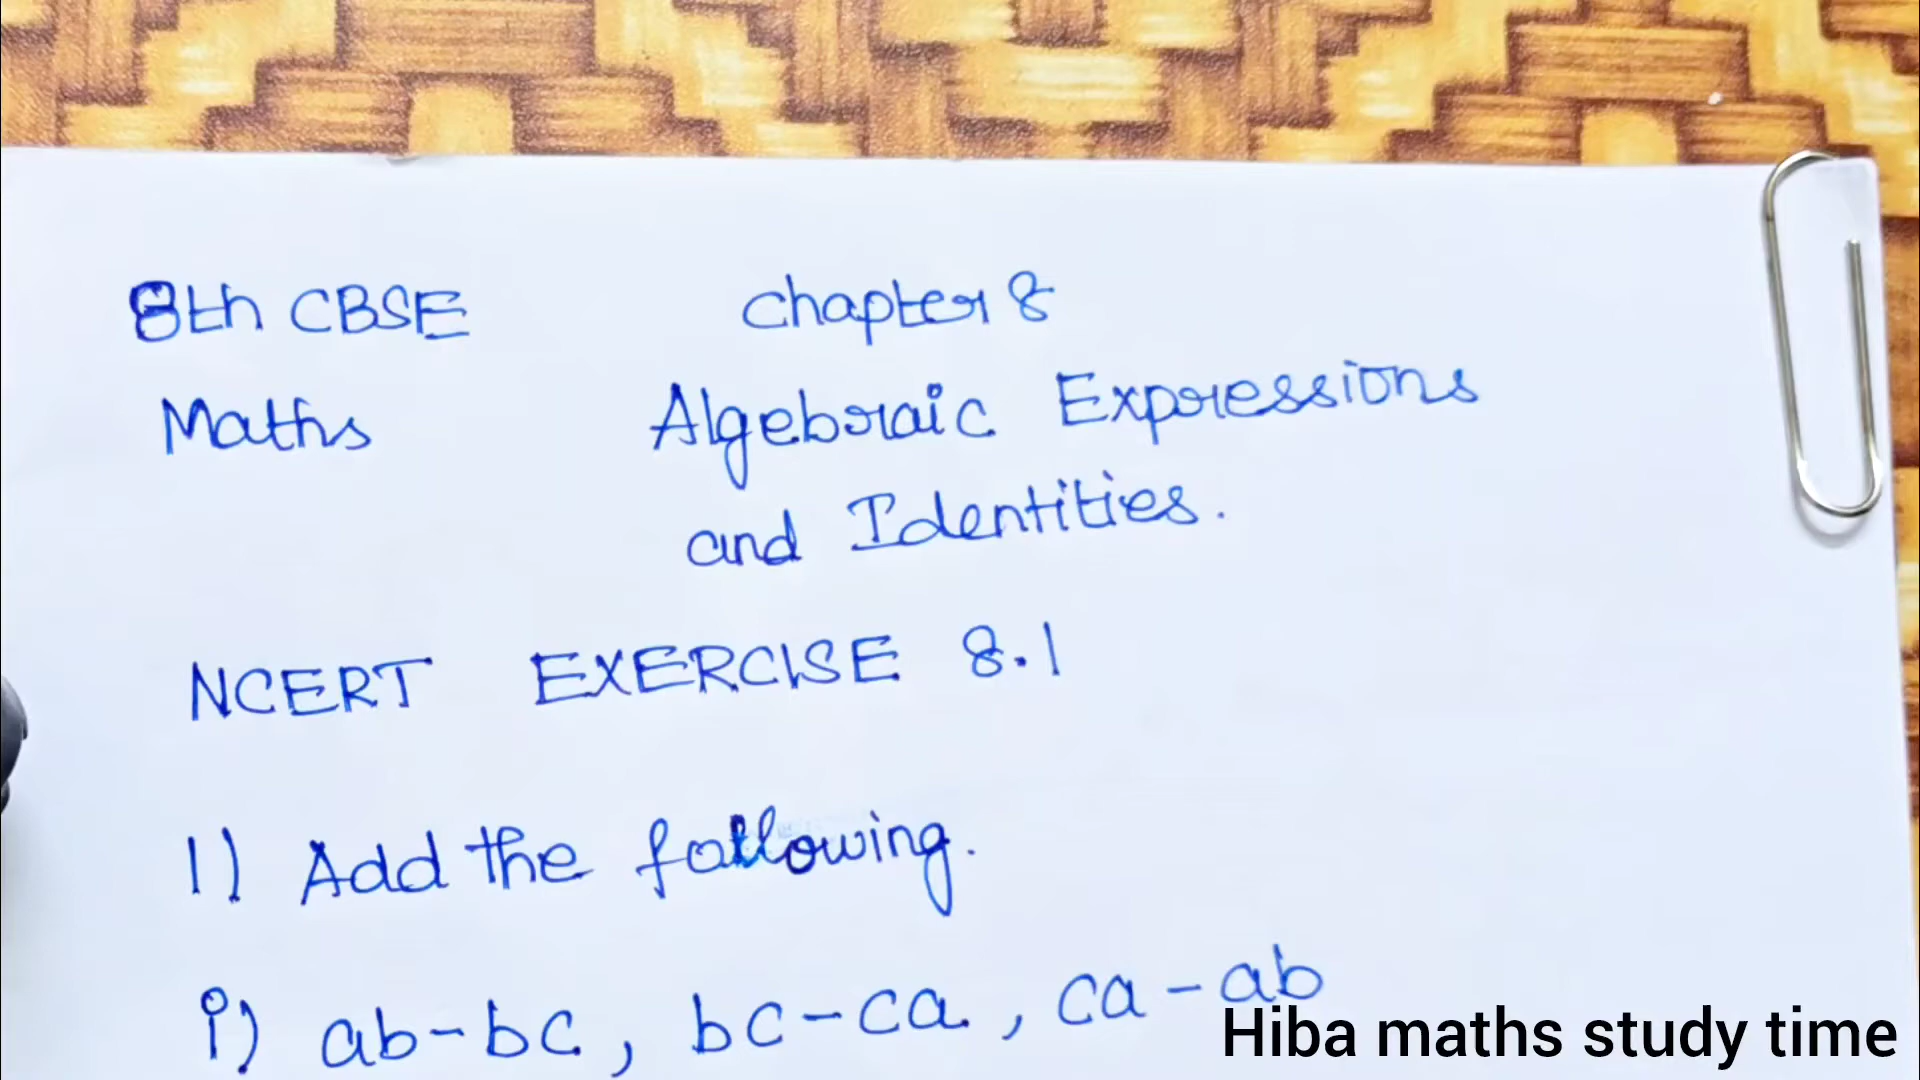 8th CBSE Chapter 8
Maths Algebraic Expressions
and Identities.
NCERT EXERCISE 8.1
1) Add the following.
i) ab-bc, bc-ca, ca-ab
Hiba maths study time